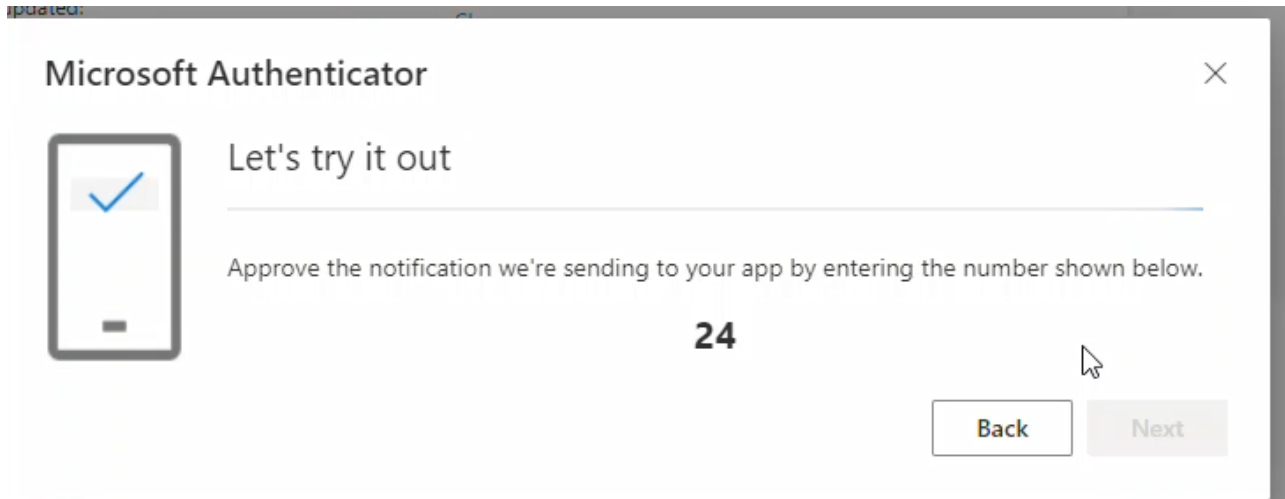 updated:
Microsoft Authenticator
Let's try it out
Approve the notification we're sending to your app by entering the number shown below.
24
Back
Next